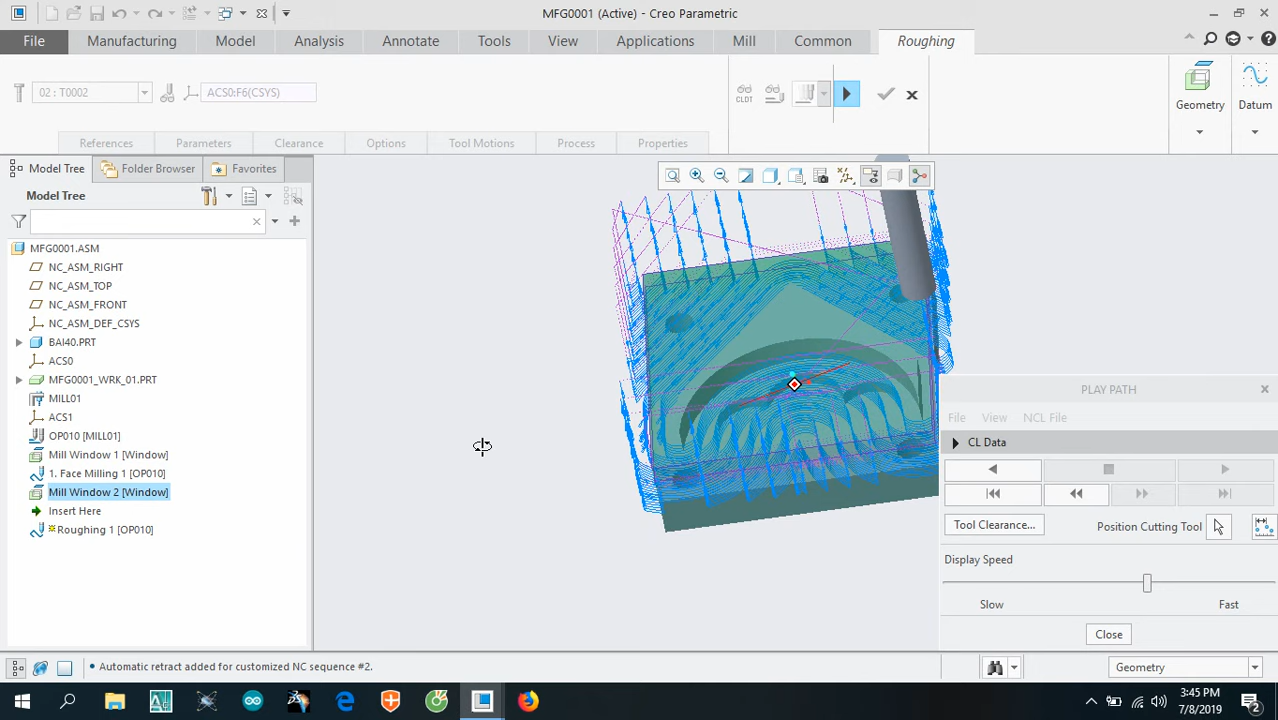 MFG0001 (Active) - Creo Parametric
File Manufacturing Model Analysis Annotate Tools View Applications Mill Common Roughing
02 : T0002 ACS0:F6(CSYS) CLDT
Geometry Datum
References Parameters Clearance Options Tool Motions Process Properties
Model Tree Folder Browser Favorites
Model Tree
MFG0001.ASM
NC_ASM_RIGHT
NC_ASM_TOP
NC_ASM_FRONT
NC_ASM_DEF_CSYS
BAI40.PRT
ACS0
MFG0001_WRK_01.PRT
MILL01
ACS1
OP010 [MILL01]
Mill Window 1 [Window]
1. Face Milling 1 [OP010]
Mill Window 2 [Window]
Insert Here
Roughing 1 [OP010]
PLAY PATH
File View NCL File
CL Data
Tool Clearance... Position Cutting Tool
Display Speed
Slow Fast
Close
• Automatic retract added for customized NC sequence #2.
Geometry
3:45 PM
7/8/2019
2